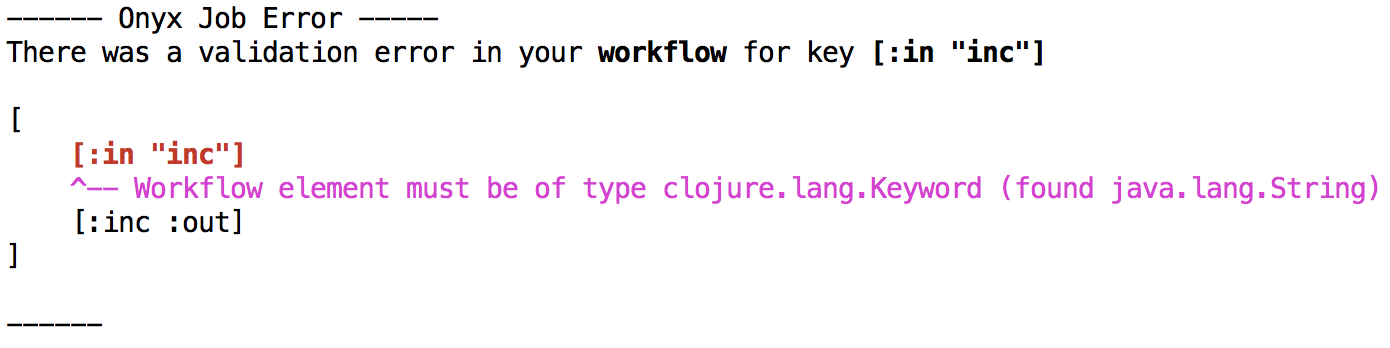 ------ Onyx Job Error -----
There was a validation error in your workflow for key [:in "inc"]
[
[:in "inc"]
^-- Workflow element must be of type clojure.lang.Keyword (found java.lang.String)
[:inc :out]
]
------